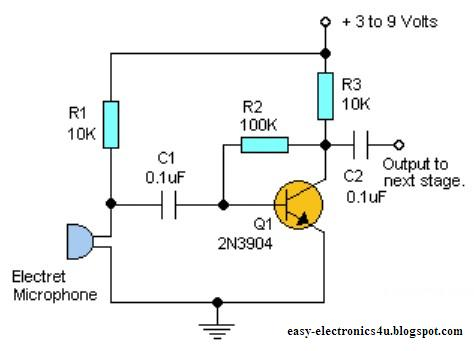 + 3 to 9 Volts
R1
10K
R2
100K
R3
10K
C1
0.1uF
C2
0.1uF
Output to
next stage.
Q1
2N3904
Electret
Microphone
easy-electronics4u.blogspot.com